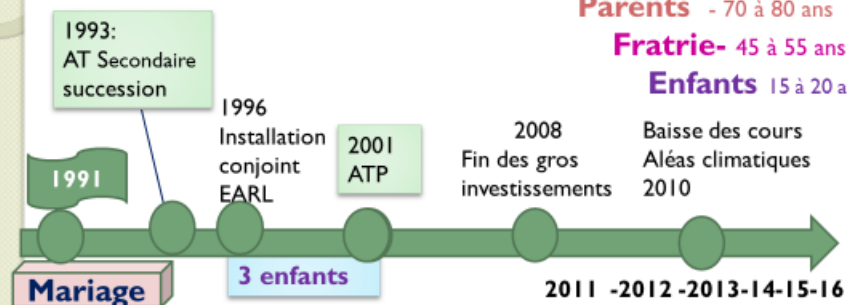 Parents - 70 à 80 ans
Fratrie- 45 à 55 ans
Enfants 15 à 20 a
1993:
AT Secondaire
succession
1991
1996
Installation
conjoint
EARL
2001
ATP
2008
Fin des gros
investissements
Baisse des cours
Aléas climatiques
2010
Mariage
3 enfants
2011 -2012 -2013-14-15-16